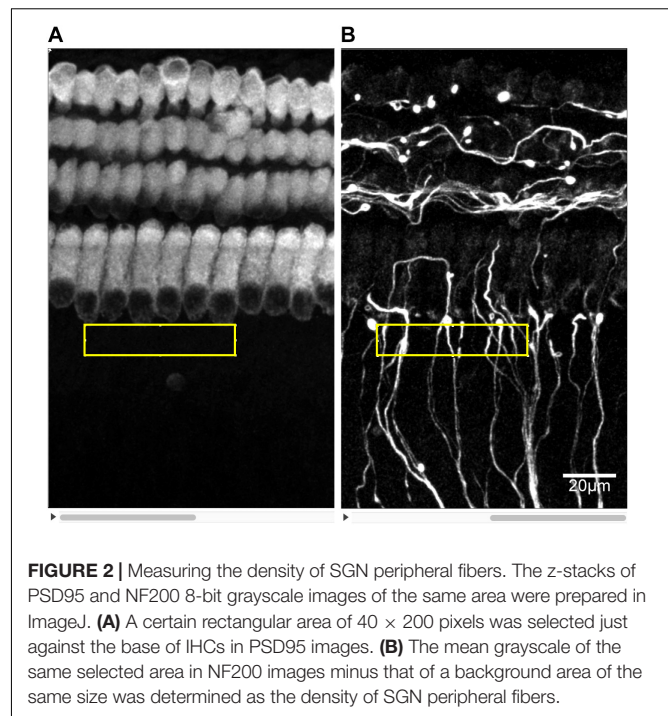 A
B
20μm
FIGURE 2 | Measuring the density of SGN peripheral fibers. The z-stacks of
PSD95 and NF200 8-bit grayscale images of the same area were prepared in
ImageJ. (A) A certain rectangular area of 40 × 200 pixels was selected just
against the base of IHCs in PSD95 images. (B) The mean grayscale of the
same selected area in NF200 images minus that of a background area of the
same size was determined as the density of SGN peripheral fibers.